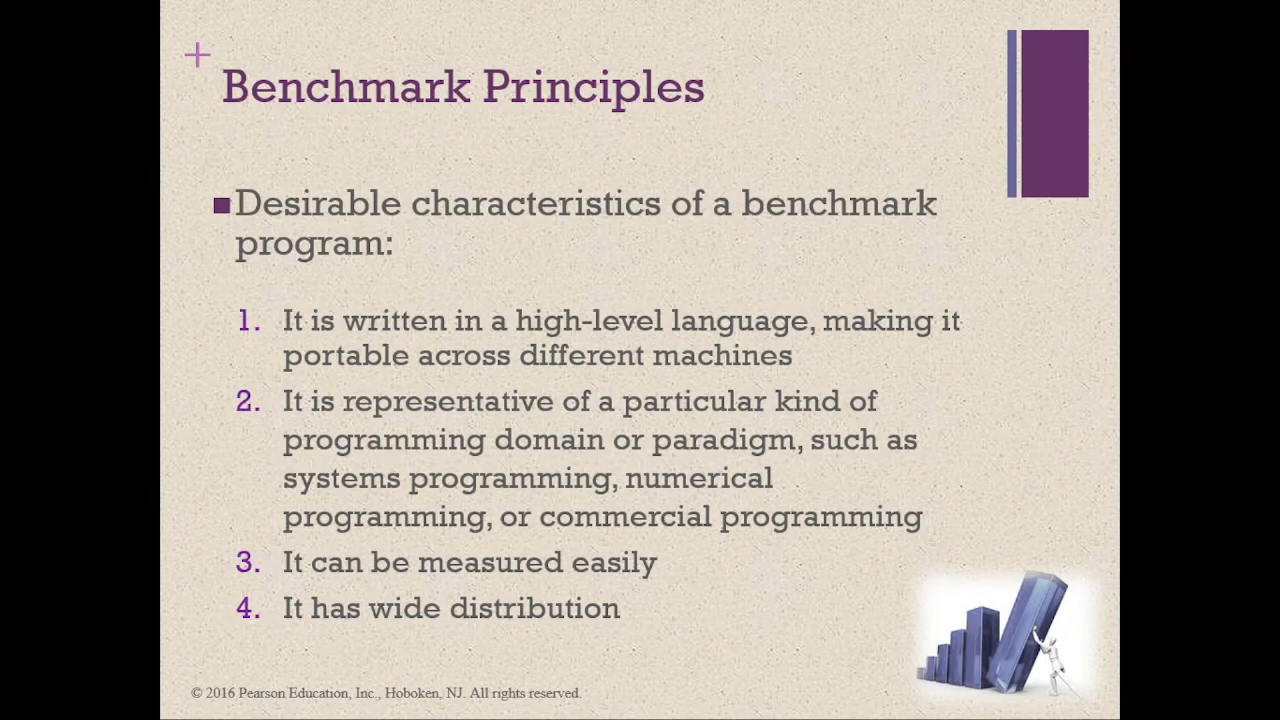 +
Benchmark Principles
Desirable characteristics of a benchmark
program:
1. It is written in a high-level language, making it
portable across different machines
2. It is representative of a particular kind of
programming domain or paradigm, such as
systems programming, numerical
programming, or commercial programming
3. It can be measured easily
4. It has wide distribution
© 2016 Pearson Education, Inc., Hoboken, NJ. All rights reserved.